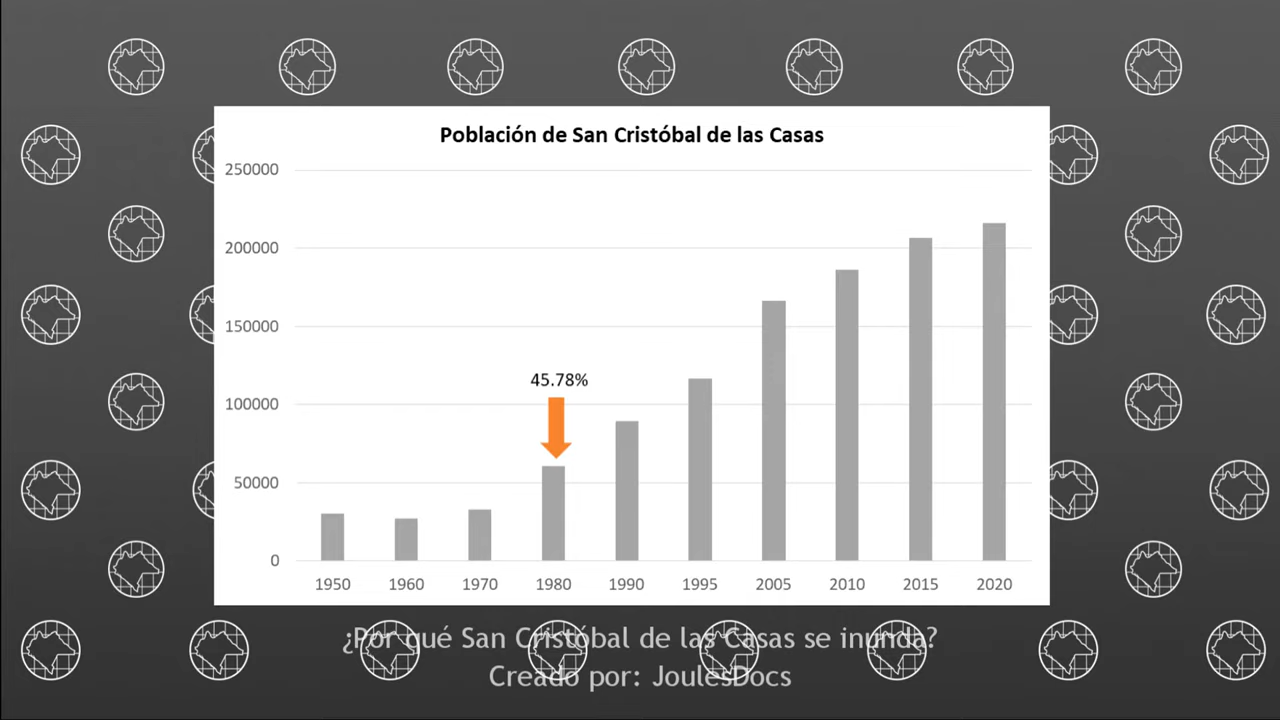 Población de San Cristóbal de las Casas
250000
200000
150000
100000
50000
0
45.78%
1950 1960 1970 1980 1990 1995 2005 2010 2015 2020
¿Por qué San Cristóbal de las Casas se inunda?
Creado por: JoulesDocs